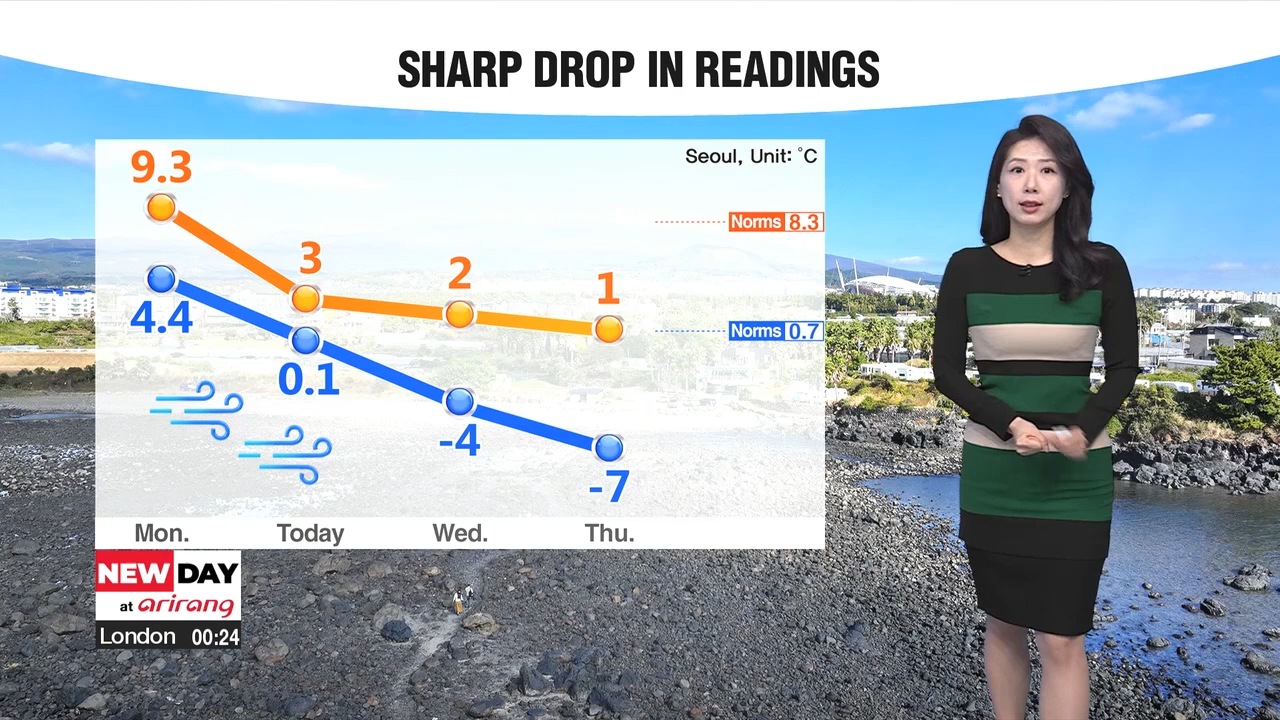 SHARP DROP IN READINGS
Seoul, Unit: °C
9.3
3
2
1
Norms 8.3
4.4
0.1
-4
-7
Norms 0.7
Mon. Today Wed. Thu.
NEW DAY
at arirang
London 00:24